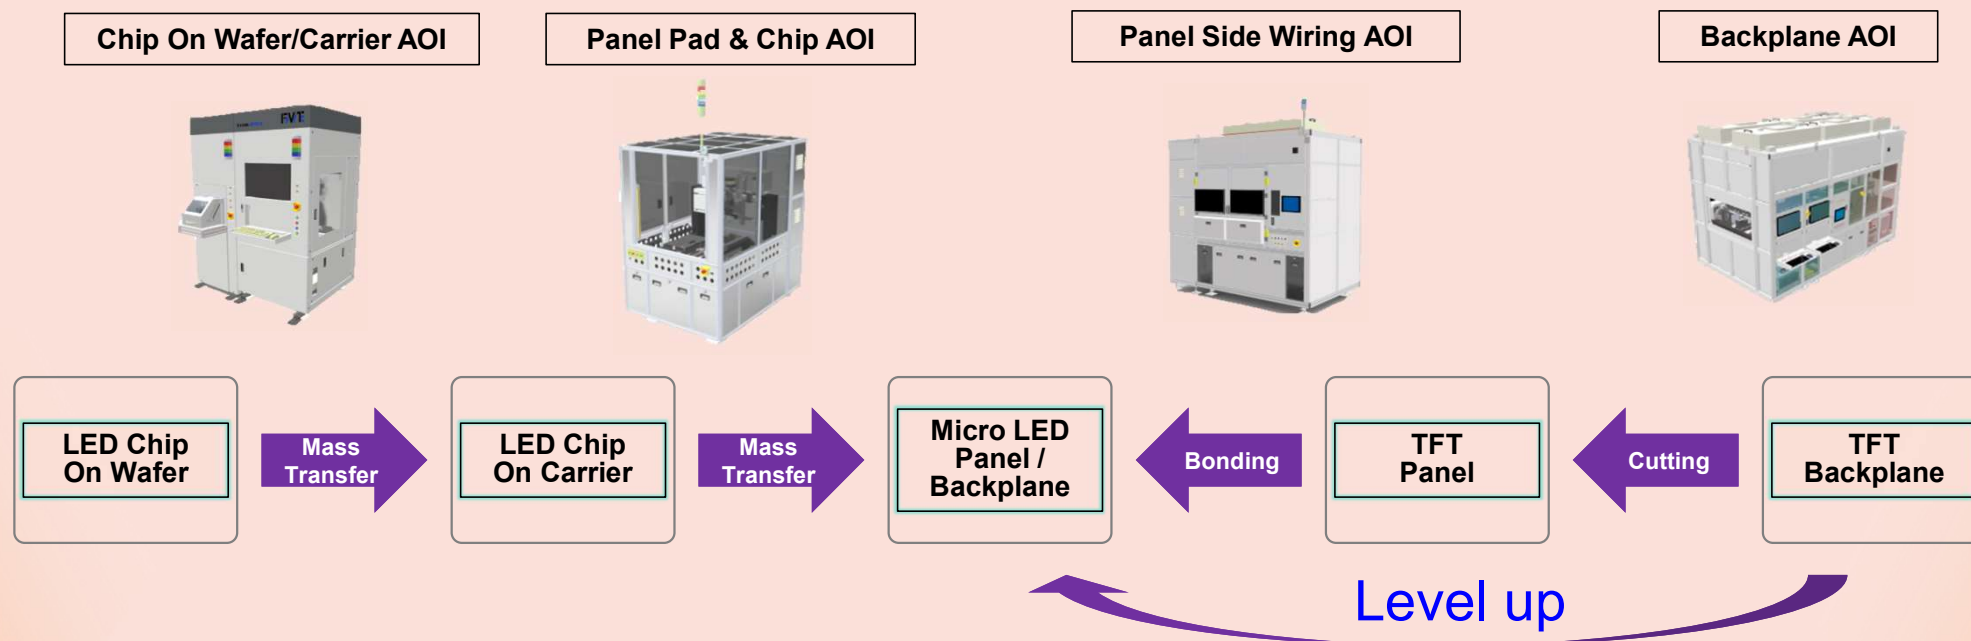 Chip On Wafer/Carrier AOI
Panel Pad & Chip AOI
Panel Side Wiring AOI
Backplane AOI
LED Chip
On Wafer
Mass
Transfer
LED Chip
On Carrier
Mass
Transfer
Micro LED
Panel /
Backplane
Bonding
TFT
Panel
Cutting
TFT
Backplane
Level up